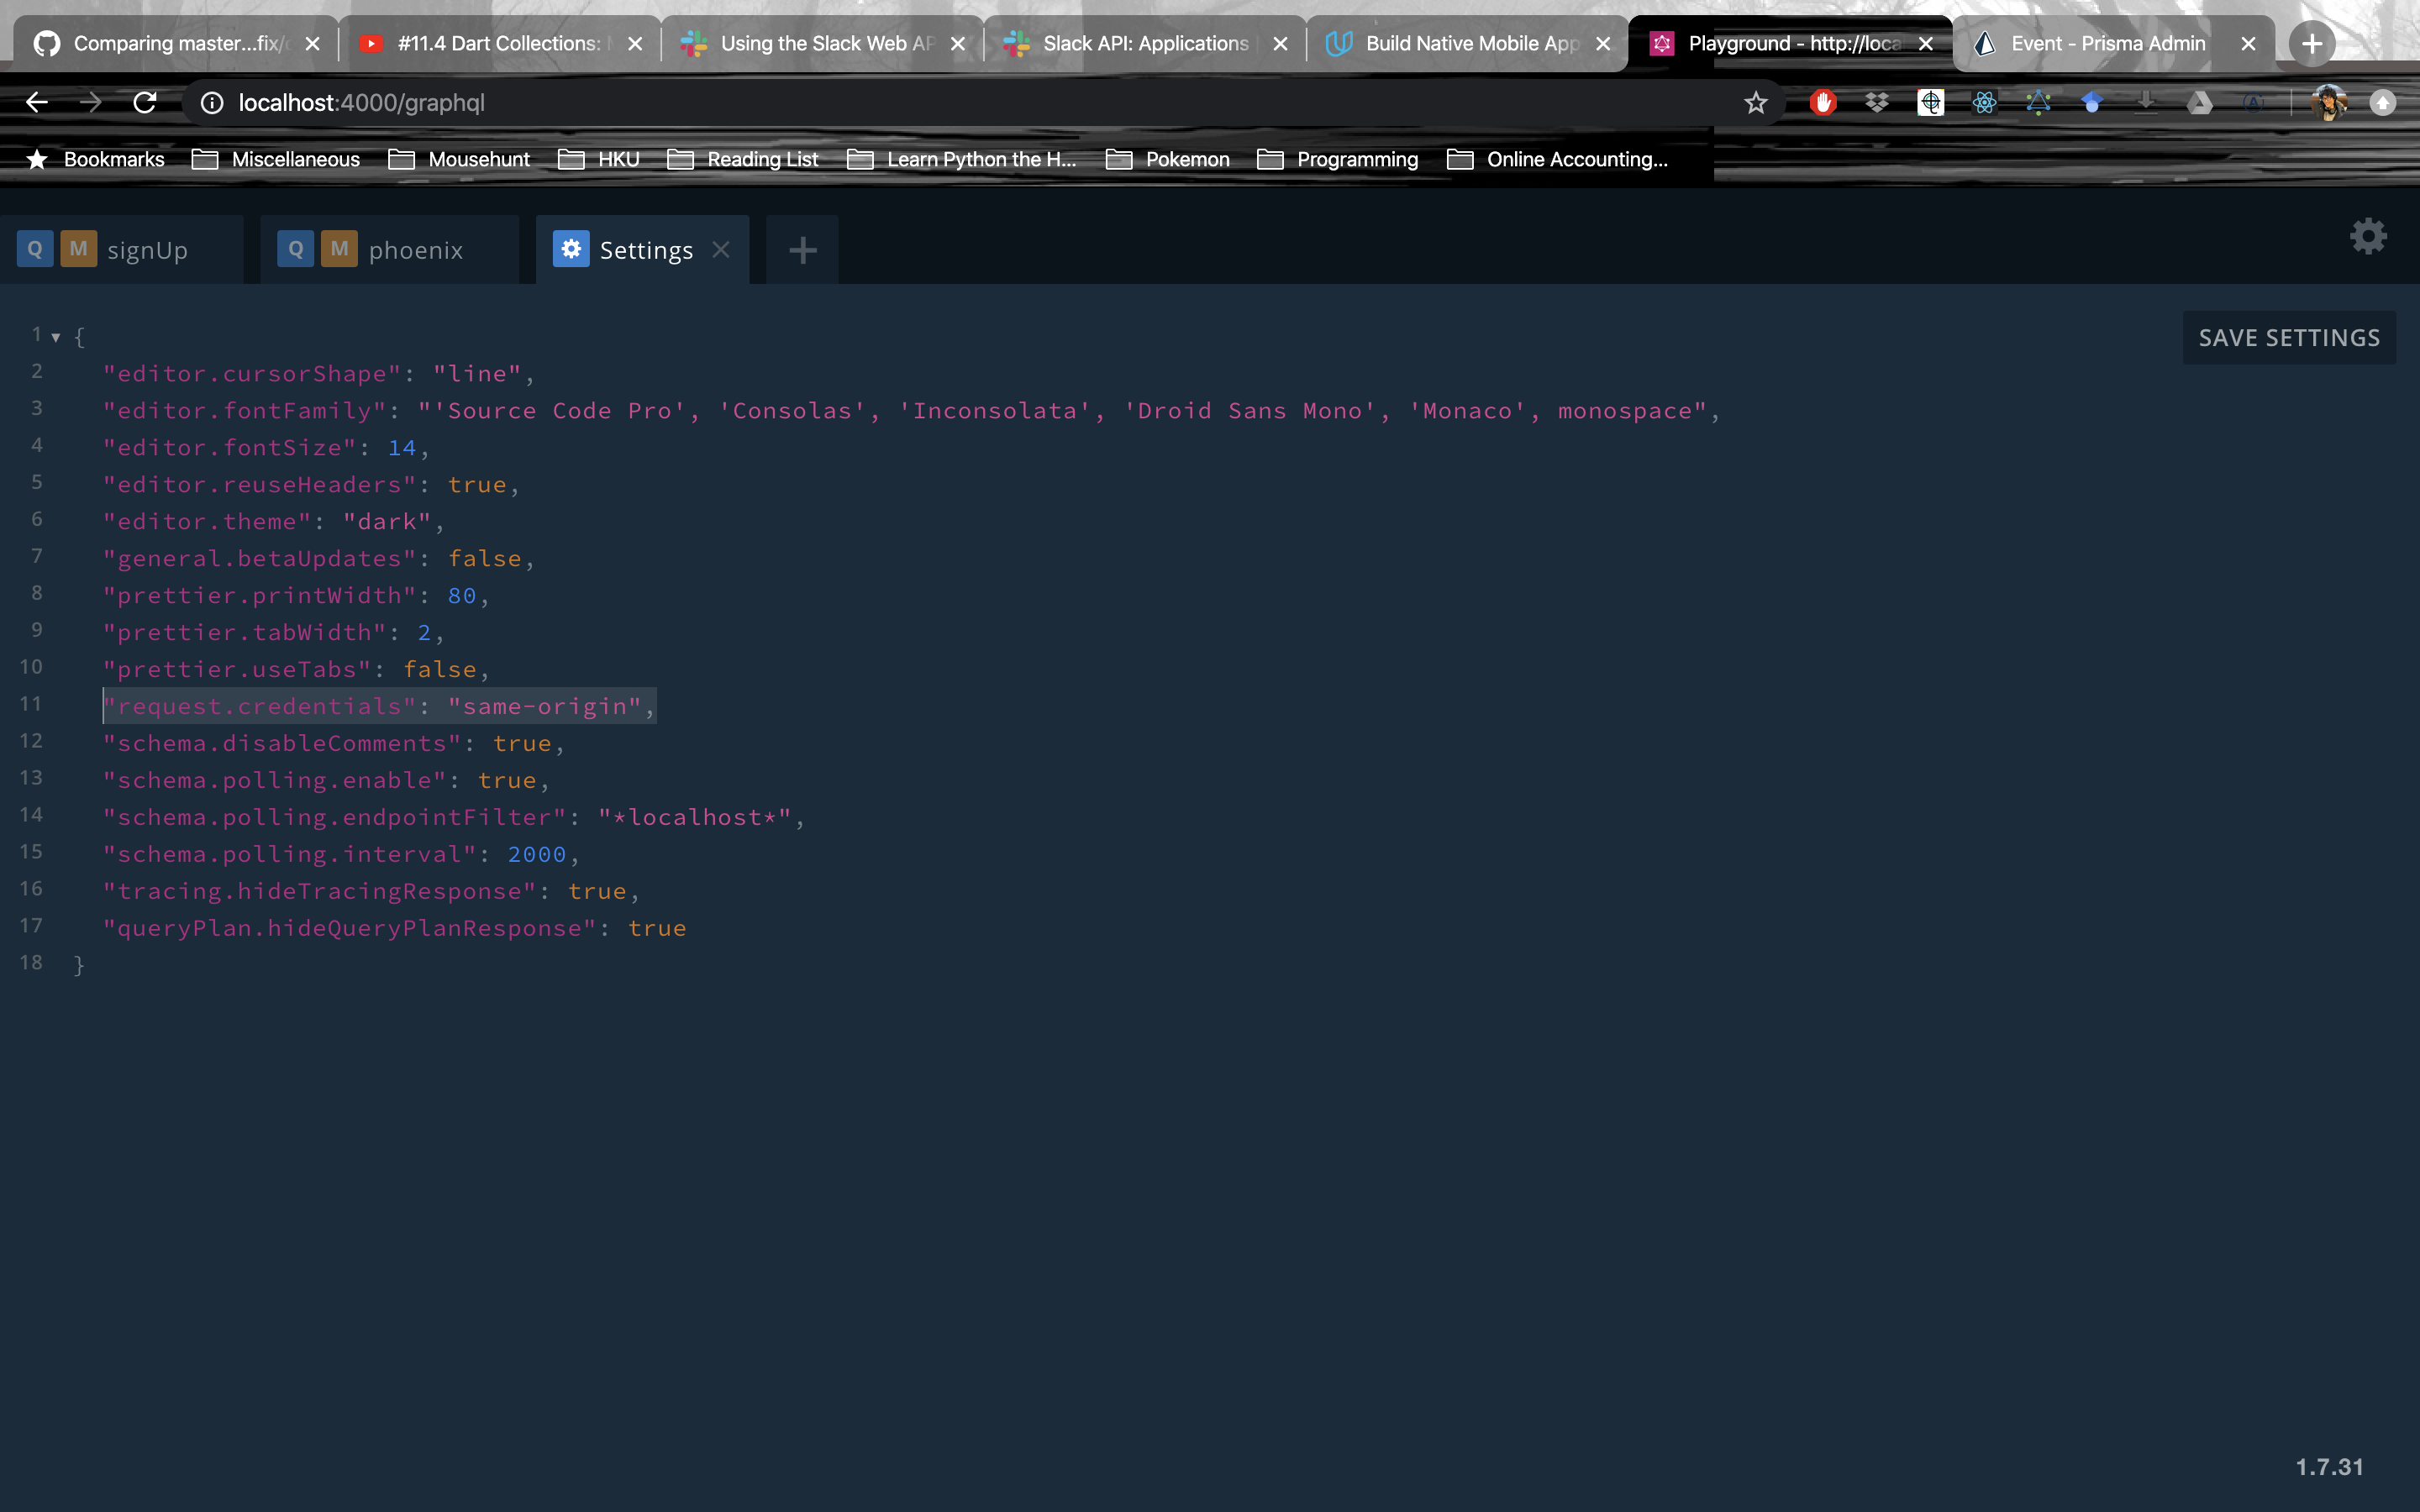 Comparing master...fix/
#11.4 Dart Collections:
Using the Slack Web AP
Slack API: Applications
Build Native Mobile App
Playground - http://loca
Event - Prisma Admin
localhost:4000/graphql
Bookmarks Miscellaneous Mousehunt HKU Reading List Learn Python the H... Pokemon Programming Online Accounting...
Q M signUp
Q M phoenix
Settings
SAVE SETTINGS
1 {
2 "editor.cursorShape": "line",
3 "editor.fontFamily": "'Source Code Pro', 'Consolas', 'Inconsolata', 'Droid Sans Mono', 'Monaco', monospace",
4 "editor.fontSize": 14,
5 "editor.reuseHeaders": true,
6 "editor.theme": "dark",
7 "general.betaUpdates": false,
8 "prettier.printWidth": 80,
9 "prettier.tabWidth": 2,
10 "prettier.useTabs": false,
11 "request.credentials": "same-origin",
12 "schema.disableComments": true,
13 "schema.polling.enable": true,
14 "schema.polling.endpointFilter": "*localhost*",
15 "schema.polling.interval": 2000,
16 "tracing.hideTracingResponse": true,
17 "queryPlan.hideQueryPlanResponse": true
18 }
1.7.31